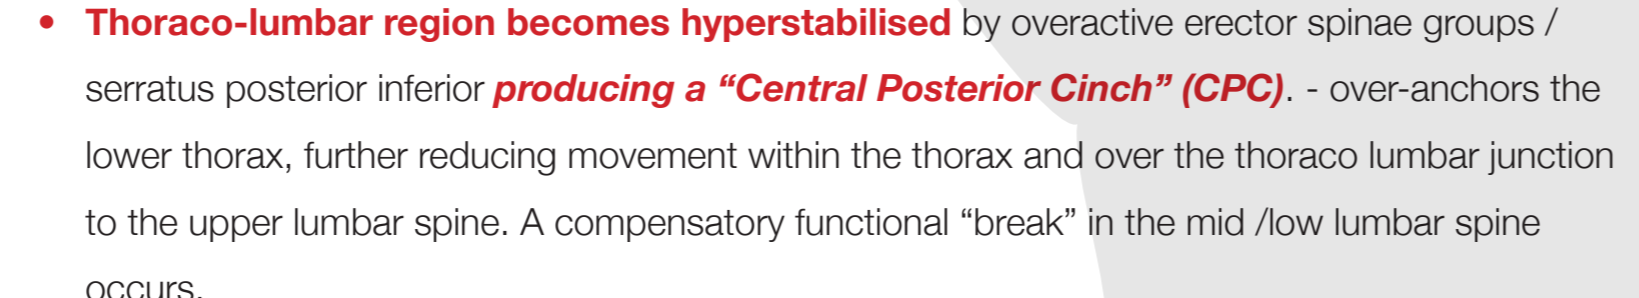 • Thoraco-lumbar region becomes hyperstabilised by overactive erector spinae groups /
serratus posterior inferior producing a “Central Posterior Cinch” (CPC). - over-anchors the
lower thorax, further reducing movement within the thorax and over the thoraco lumbar junction
to the upper lumbar spine. A compensatory functional “break” in the mid /low lumbar spine
occurs.